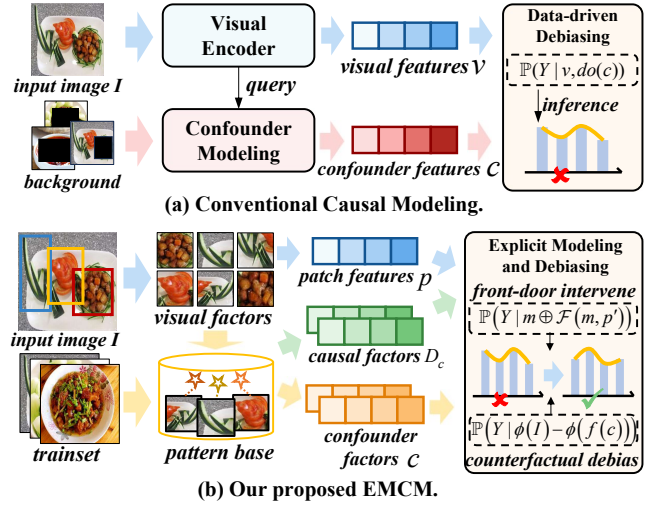 Visual
Encoder
input image I
visual features V
query
Confounder
Modeling
background
confounder features C
Data-driven
Debiasing
ℙ(Y | v,do(c))
inference
(a) Conventional Causal Modeling.
input image I
visual factors
patch features p
trainset
pattern base
causal factors D_c
confounder
factors C
Explicit Modeling
and Debiasing
front-door intervene
ℙ(Y | m ⊕ F(m, p'))
ℙ(Y | ϕ(I) − ϕ(f(c)))
counterfactual debias
(b) Our proposed EMCM.